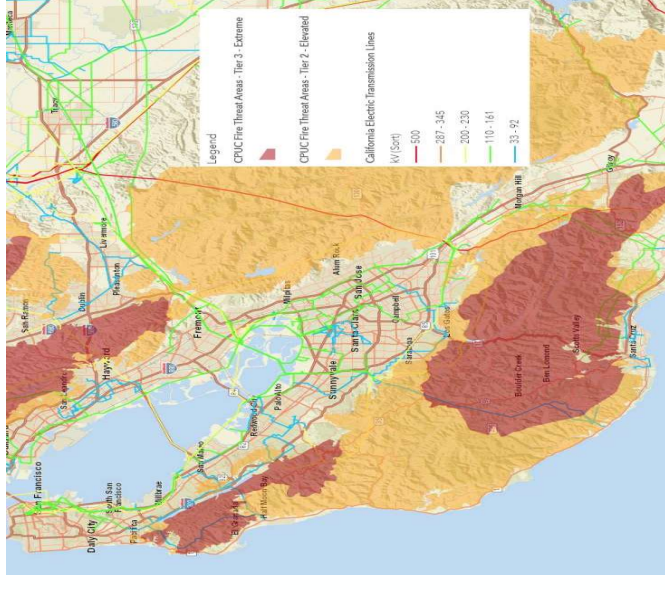 Legend
CPUC Fire Threat Areas - Tier 3 - Extreme
CPUC Fire Threat Areas - Tier 2 - Elevated
California Electric Transmission Lines
kV (Sort)
500
287 - 345
200 - 230
110 - 161
33 - 92
Manteca
Tracy
Livermore
Pleasanton
Dublin
San Ramon
Hayward
Fremont
Milpitas
Alum Rock
San Jose
Santa Clara
Campbell
Sunnyvale
Saratoga
Los Gatos
Morgan Hill
Gilroy
Palo Alto
Redwood City
San Mateo
Millbrae
South San
Francisco
San Francisco
Daly City
Pacifica
El Granada
Half Moon Bay
Boulder Creek
Ben Lomond
Scotts Valley
Santa Cruz